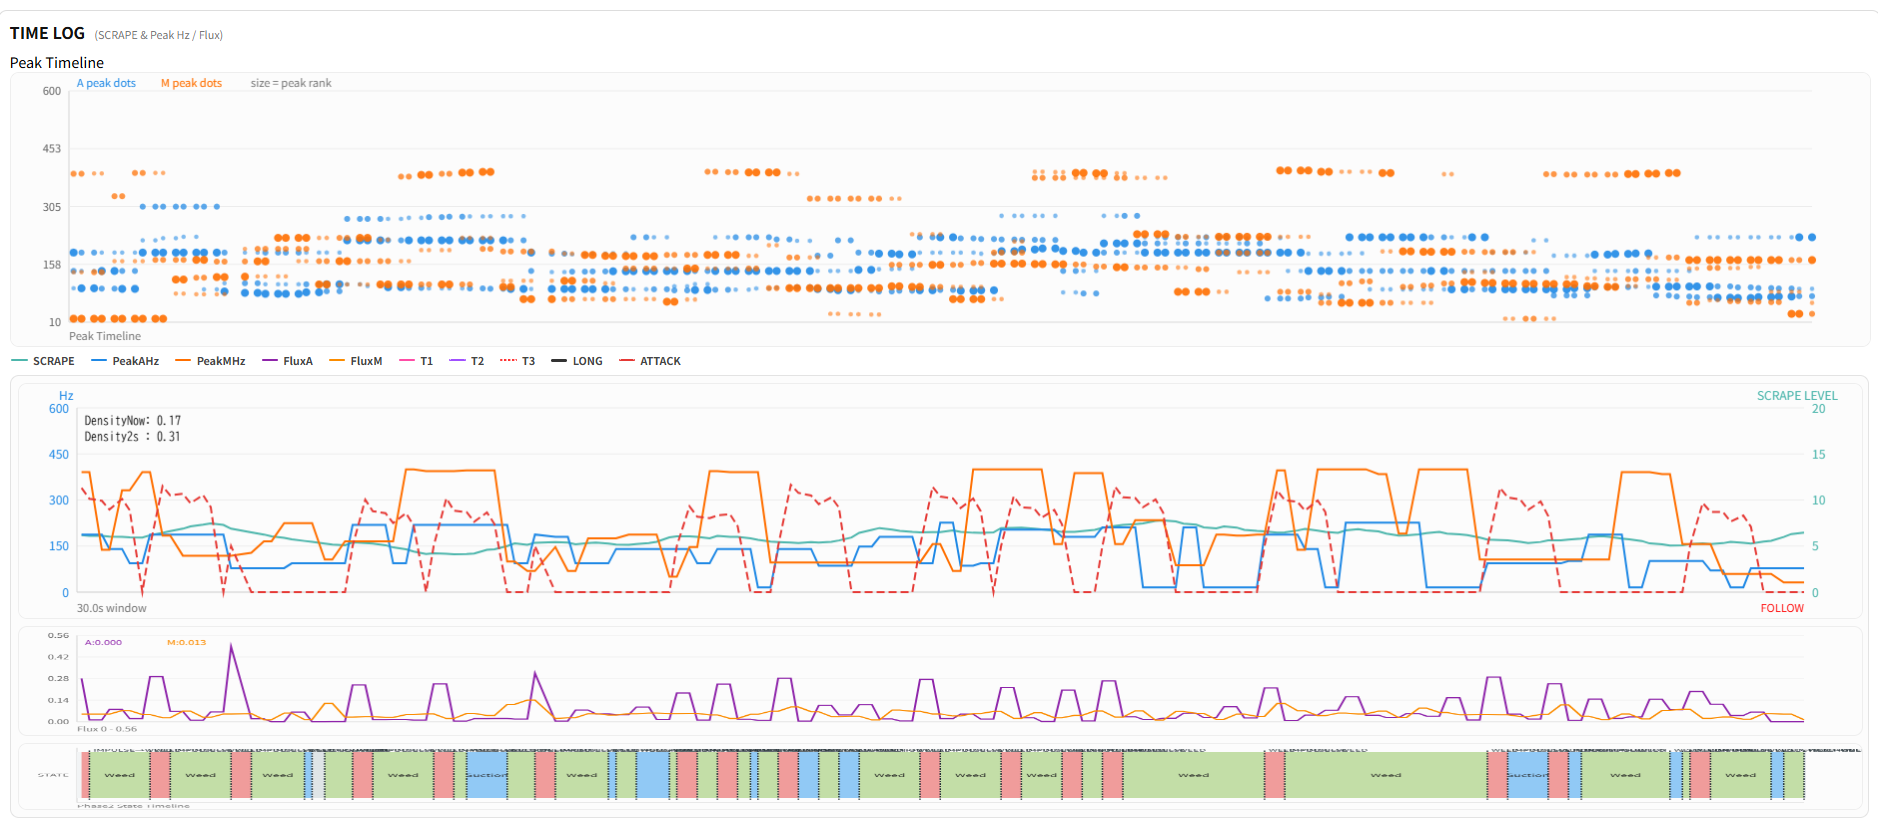 TIME LOG (SCRAPE & Peak Hz / Flux)
Peak Timeline
A peak dots M peak dots size = peak rank
600
453
305
158
10
Peak Timeline
SCRAPE PeakAHz PeakMHz FluxA FluxM T1 T2 T3 LONG ATTACK
Hz SCRAPE LEVEL
600 20
DensityNow: 0.17
Density2s : 0.31
450 15
300 10
150 5
0 0
30.0s window FOLLOW
0.56 A:0.000 M:0.013
0.42
0.28
0.14
0.00
Flux 0 - 0.56
STATE Weed Weed Weed Weed Suction Weed Weed Weed Weed Weed Weed Suction Weed Weed
Phase2 State Timeline